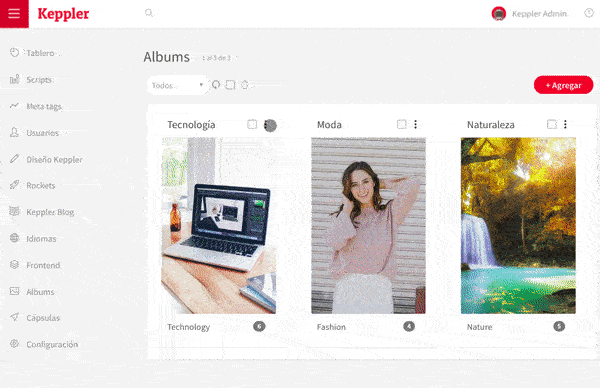 Keppler
Keppler Admin
Tablero
Scripts
Meta tags
Usuarios
Diseño Keppler
Rockets
Keppler Blog
Idiomas
Frontend
Albums
Cápsulas
Configuración
Albums
1 al 3 de 3
Todos
+ Agregar
Tecnología
Moda
Naturaleza
Technology 6
Fashion 4
Nature 5